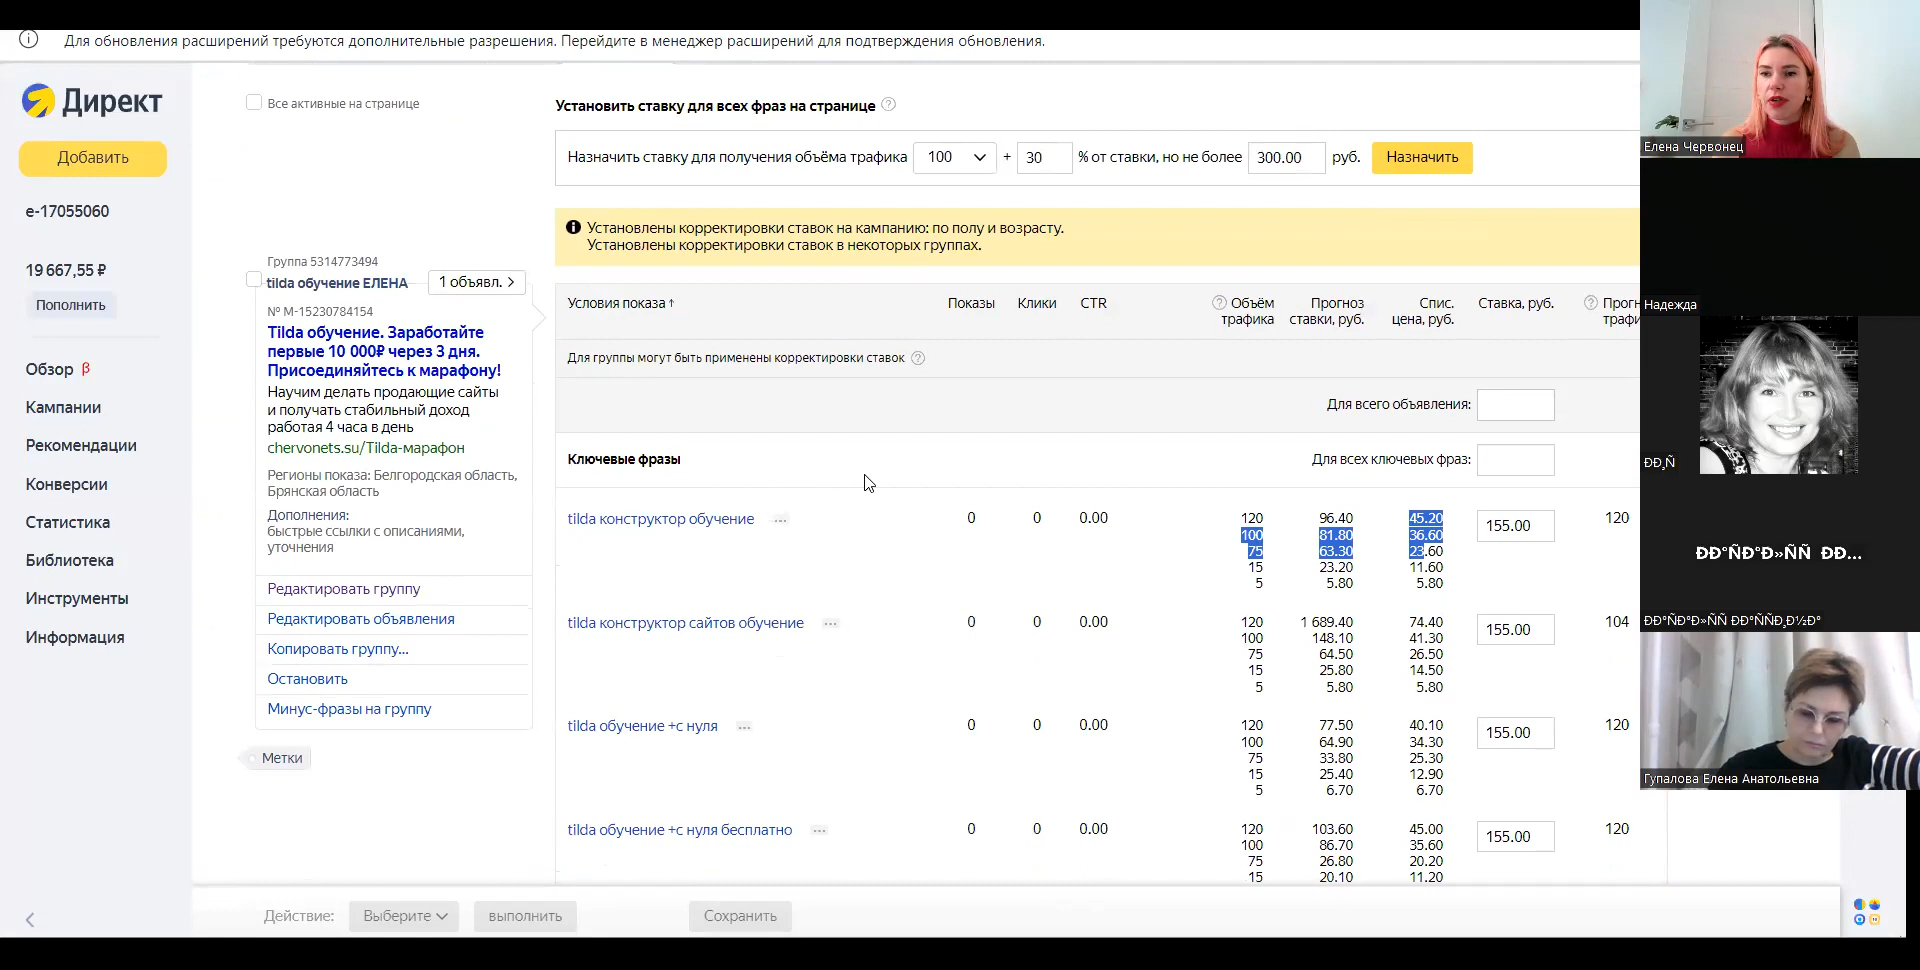 Для обновления расширений требуются дополнительные разрешения. Перейдите в менеджер расширений для подтверждения обновления.
Директ
Добавить
e-17055060
19 667,55 ₽
Пополнить
Обзор β
Кампании
Рекомендации
Конверсии
Статистика
Библиотека
Инструменты
Информация
Все активные на странице
Установить ставку для всех фраз на странице ?
Назначить ставку для получения объёма трафика 100 + 30 % от ставки, но не более 300.00 руб. Назначить
Установлены корректировки ставок на кампанию: по полу и возрасту.
Установлены корректировки ставок в некоторых группах.
Группа 5314773494
tilda обучение ЕЛЕНА
1 объявл. >
№ M-15230784154
Tilda обучение. Заработайте
первые 10 000₽ через 3 дня.
Присоединяйтесь к марафону!
Научим делать продающие сайты
и получать стабильный доход
работая 4 часа в день
chervonets.su/Tilda-марафон
Регионы показа: Белгородская область,
Брянская область
Дополнения:
быстрые ссылки с описаниями,
уточнения
Редактировать группу
Редактировать объявления
Копировать группу...
Остановить
Минус-фразы на группу
Метки
Условия показа ↑ Показы Клики CTR ? Объём Прогноз Спис. Ставка, руб. ? Прогн
трафика ставки, руб. цена, руб. трафи
Для группы могут быть применены корректировки ставок ?
Для всего объявления:
Ключевые фразы Для всех ключевых фраз:
tilda конструктор обучение ... 0 0 0.00 120 96.40 45.20 155.00 120
100 81.80 36.60
75 63.30 23.60
15 23.20 11.60
5 5.80 5.80
tilda конструктор сайтов обучение ... 0 0 0.00 120 1 689.40 74.40 155.00 104
100 148.10 41.30
75 64.50 26.50
15 25.80 14.50
5 5.80 5.80
tilda обучение +с нуля ... 0 0 0.00 120 77.50 40.10 155.00 120
100 64.90 34.30
75 33.80 25.30
15 25.40 12.90
5 6.70 6.70
tilda обучение +с нуля бесплатно ... 0 0 0.00 120 103.60 45.00 155.00 120
100 86.70 35.60
75 26.80 20.20
15 20.10 11.20
Действие: Выберите выполнить Сохранить
Елена Червонец
Надежда
ÐÐ¸Ñ
ÐÐ°ÑÐ°Ð»ÑÑ ÐÐ...
Гупалова Елена Анатольевна